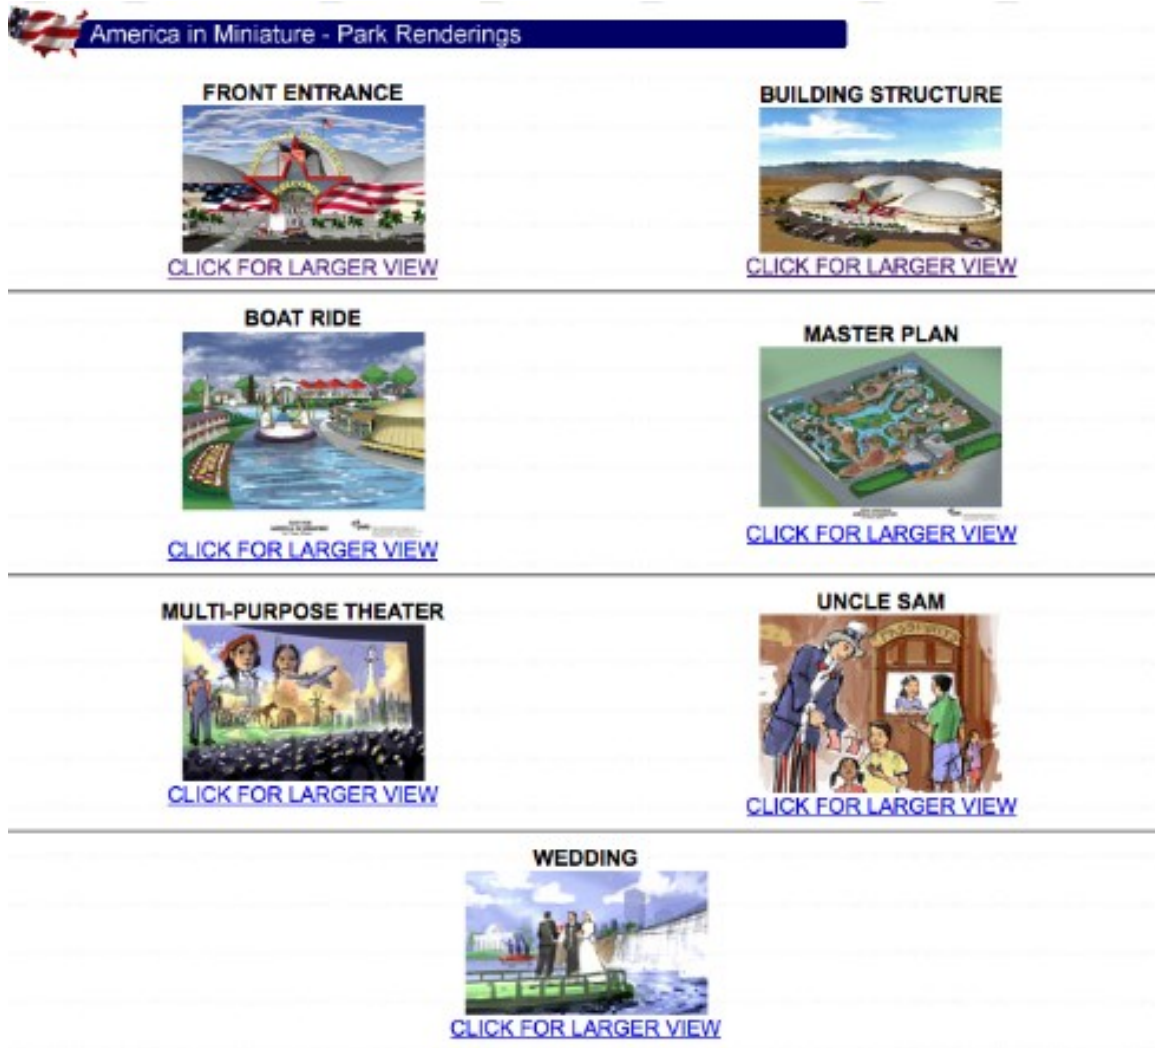 America in Miniature - Park Renderings
FRONT ENTRANCE
BUILDING STRUCTURE
WELCOME
CLICK FOR LARGER VIEW
CLICK FOR LARGER VIEW
BOAT RIDE
MASTER PLAN
CLICK FOR LARGER VIEW
CLICK FOR LARGER VIEW
MULTI-PURPOSE THEATER
UNCLE SAM
CLICK FOR LARGER VIEW
CLICK FOR LARGER VIEW
WEDDING
CLICK FOR LARGER VIEW